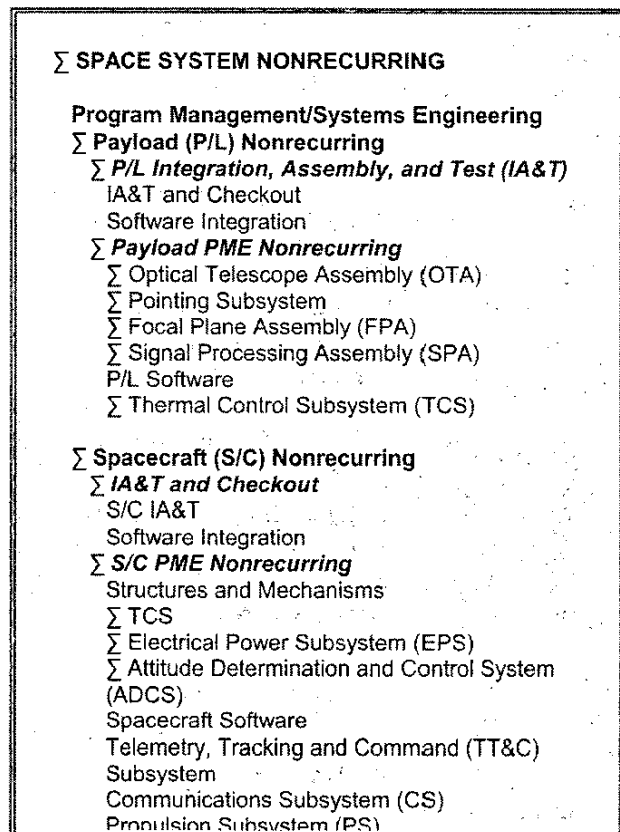 ∑ SPACE SYSTEM NONRECURRING
Program Management/Systems Engineering
∑ Payload (P/L) Nonrecurring
∑ P/L Integration, Assembly, and Test (IA&T)
IA&T and Checkout
Software Integration
∑ Payload PME Nonrecurring
∑ Optical Telescope Assembly (OTA)
∑ Pointing Subsystem
∑ Focal Plane Assembly (FPA)
∑ Signal Processing Assembly (SPA)
P/L Software
∑ Thermal Control Subsystem (TCS)
∑ Spacecraft (S/C) Nonrecurring
∑ IA&T and Checkout
S/C IA&T
Software Integration
∑ S/C PME Nonrecurring
Structures and Mechanisms
∑ TCS
∑ Electrical Power Subsystem (EPS)
∑ Attitude Determination and Control System
(ADCS)
Spacecraft Software
Telemetry, Tracking and Command (TT&C)
Subsystem
Communications Subsystem (CS)
Propulsion Subsystem (PS)